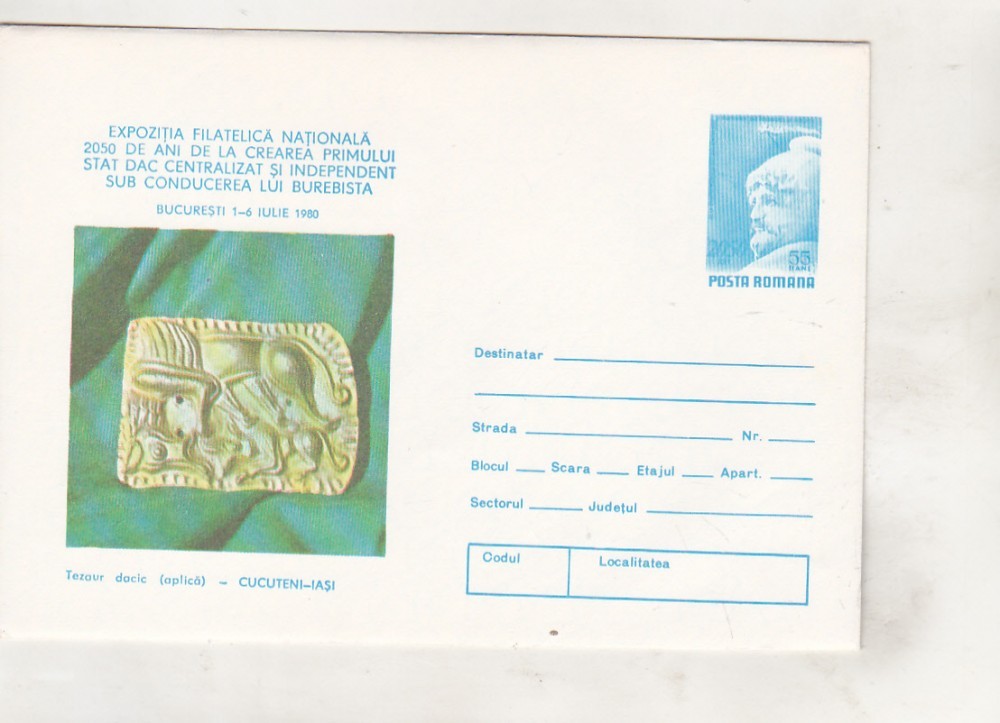 EXPOZIȚIA FILATELICĂ NAȚIONALĂ
2050 DE ANI DE LA CREAREA PRIMULUI
STAT DAC CENTRALIZAT ȘI INDEPENDENT
SUB CONDUCEREA LUI BUREBISTA
BUCUREȘTI 1–6 IULIE 1980
55
BANI
POSTA ROMANA
Destinatar
Strada Nr.
Blocul Scara Etajul Apart.
Sectorul Județul
Codul Localitatea
Tezaur dacic (aplică) – CUCUTENI–IAȘI